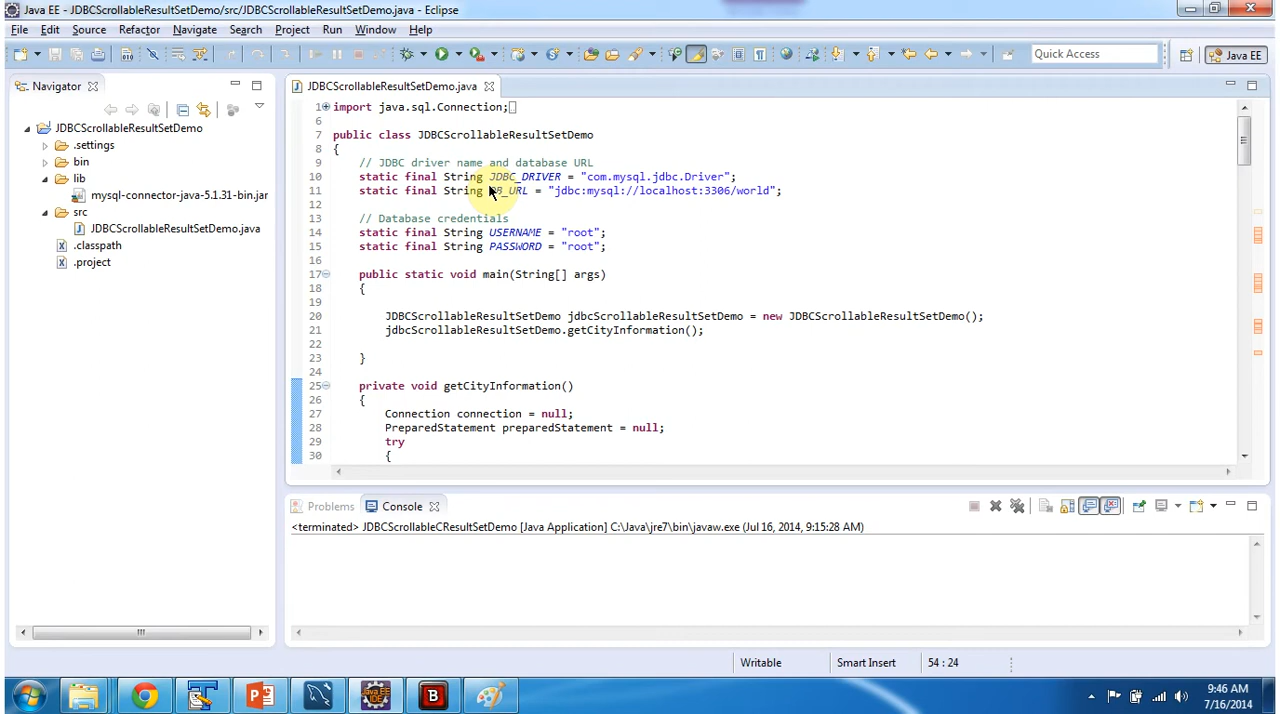 Java EE - JDBCScrollableResultSetDemo/src/JDBCScrollableResultSetDemo.java - Eclipse
File Edit Source Refactor Navigate Search Project Run Window Help
Quick Access
Java EE
Navigator
JDBCScrollableResultSetDemo
.settings
bin
lib
mysql-connector-java-5.1.31-bin.jar
src
JDBCScrollableResultSetDemo.java
.classpath
.project
JDBCScrollableResultSetDemo.java
1 import java.sql.Connection;
6
7 public class JDBCScrollableResultSetDemo
8 {
9 // JDBC driver name and database URL
10 static final String JDBC_DRIVER = "com.mysql.jdbc.Driver";
11 static final String DB_URL = "jdbc:mysql://localhost:3306/world";
12
13 // Database credentials
14 static final String USERNAME = "root";
15 static final String PASSWORD = "root";
16
17 public static void main(String[] args)
18 {
19
20 JDBCScrollableResultSetDemo jdbcScrollableResultSetDemo = new JDBCScrollableResultSetDemo();
21 jdbcScrollableResultSetDemo.getCityInformation();
22
23 }
24
25 private void getCityInformation()
26 {
27 Connection connection = null;
28 PreparedStatement preparedStatement = null;
29 try
30 {
Problems Console
<terminated> JDBCScrollableCResultSetDemo [Java Application] C:\Java\jre7\bin\javaw.exe (Jul 16, 2014, 9:15:28 AM)
Writable Smart Insert 54 : 24
Java EE
IDE
B
9:46 AM
7/16/2014